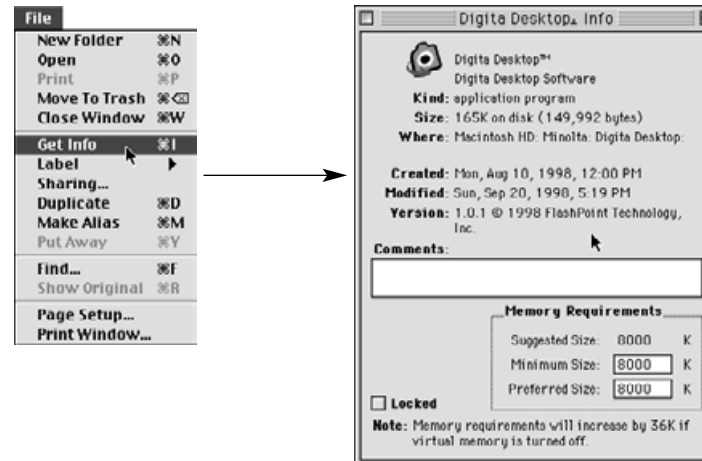 File
New Folder ⌘N
Open ⌘O
Print ⌘P
Move To Trash ⌘⌫
Close Window ⌘W
Get Info ⌘I
Label
Sharing...
Duplicate ⌘D
Make Alias ⌘M
Put Away ⌘Y
Find... ⌘F
Show Original ⌘R
Page Setup...
Print Window...
Digita Desktop▲ Info
Digita Desktop™
Digita Desktop Software
Kind: application program
Size: 165K on disk (149,992 bytes)
Where: Macintosh HD: Minolta: Digita Desktop:
Created: Mon, Aug 10, 1998, 12:00 PM
Modified: Sun, Sep 20, 1998, 5:19 PM
Version: 1.0.1 © 1998 FlashPoint Technology,
Inc.
Comments:
Memory Requirements
Suggested Size: 8000 K
Minimum Size: 8000 K
Preferred Size: 8000 K
Locked
Note: Memory requirements will increase by 36K if
virtual memory is turned off.